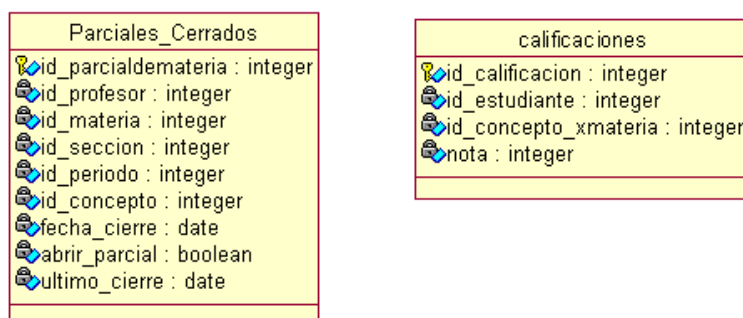 Parciales_Cerrados
id_parcialdemateria : integer
id_profesor : integer
id_materia : integer
id_seccion : integer
id_periodo : integer
id_concepto : integer
fecha_cierre : date
abrir_parcial : boolean
ultimo_cierre : date
calificaciones
id_calificacion : integer
id_estudiante : integer
id_concepto_xmateria : integer
nota : integer